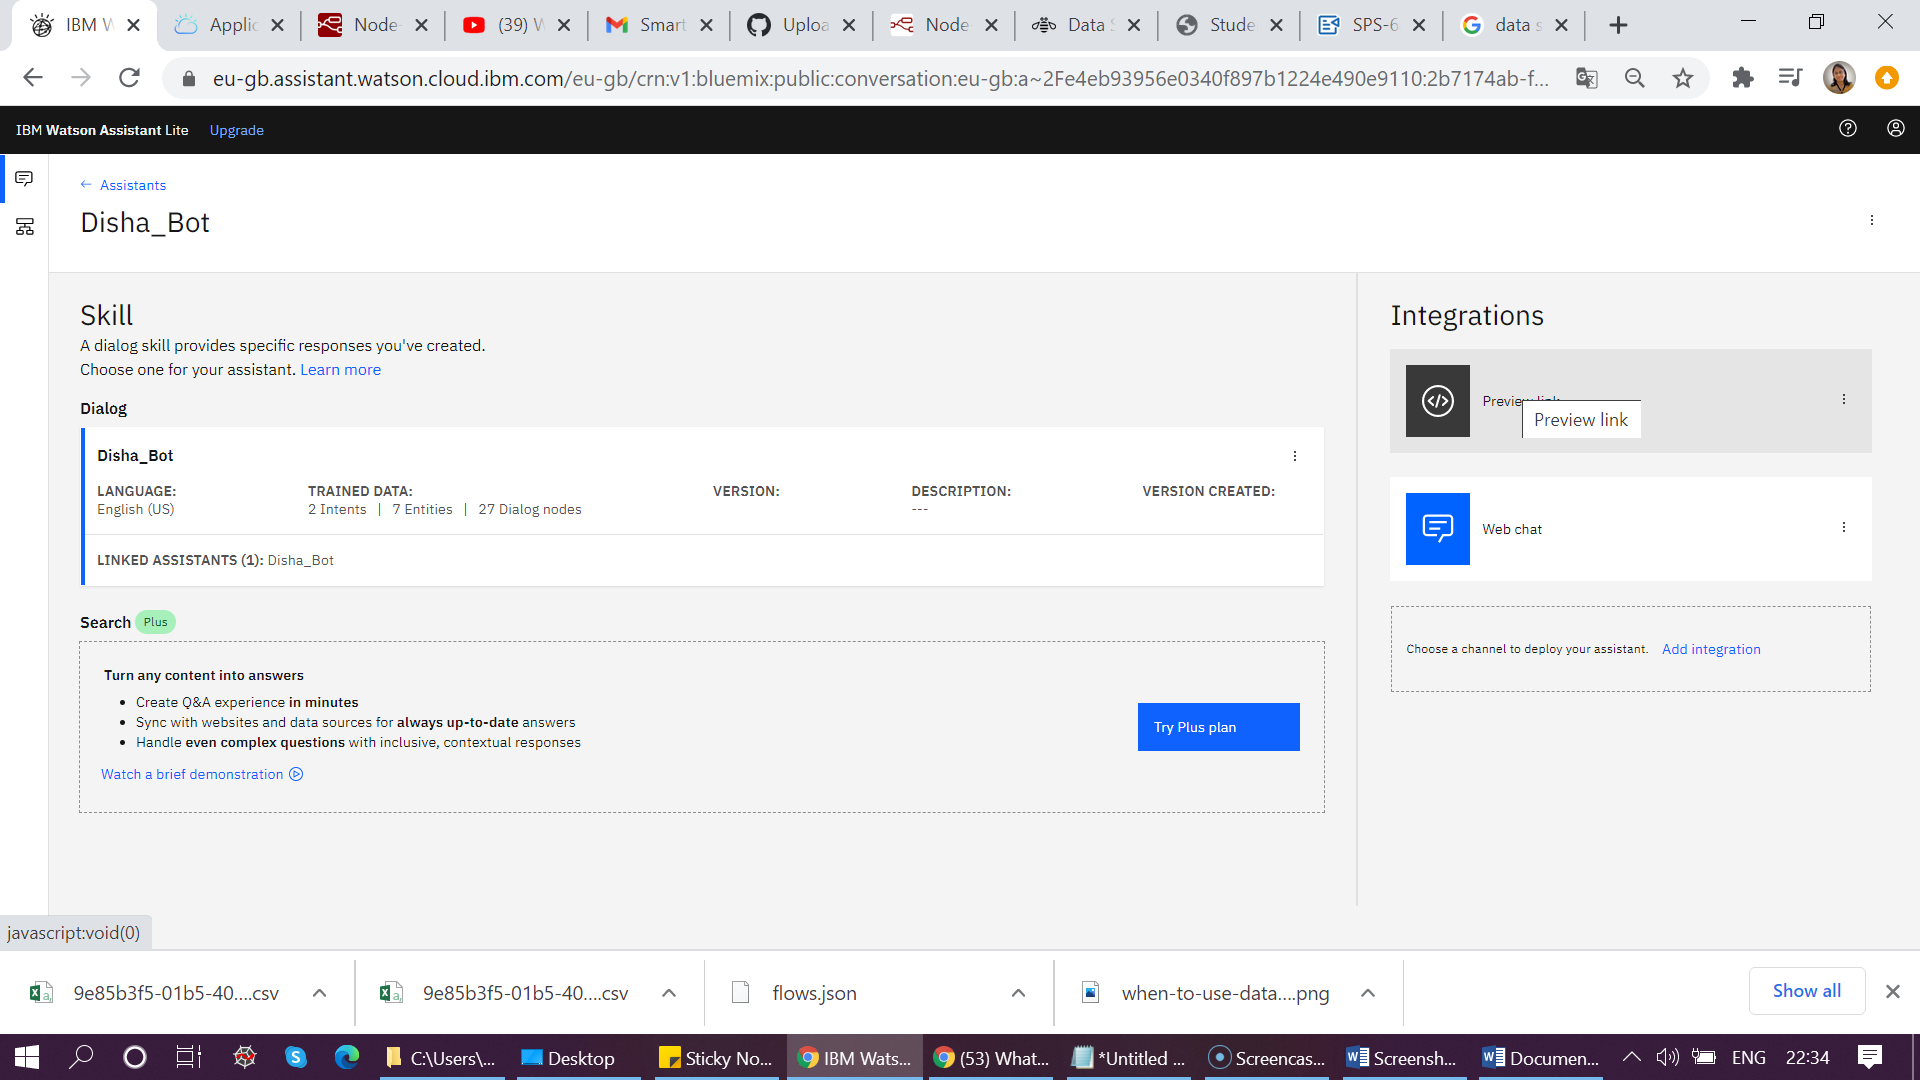 IBM W
Applic
Node-
(39) W
Smart
Uploa
Node-
Data S
Stude
SPS-6
data s
eu-gb.assistant.watson.cloud.ibm.com/eu-gb/crn:v1:bluemix:public:conversation:eu-gb:a~2Fe4eb93956e0340f897b1224e490e9110:2b7174ab-f...
IBM Watson Assistant Lite Upgrade
Assistants
Disha_Bot
Skill
A dialog skill provides specific responses you've created.
Choose one for your assistant. Learn more
Dialog
Disha_Bot
LANGUAGE: TRAINED DATA: VERSION: DESCRIPTION: VERSION CREATED:
English (US) 2 Intents | 7 Entities | 27 Dialog nodes ---
LINKED ASSISTANTS (1): Disha_Bot
Search Plus
Turn any content into answers
• Create Q&A experience in minutes
• Sync with websites and data sources for always up-to-date answers
• Handle even complex questions with inclusive, contextual responses
Watch a brief demonstration
Try Plus plan
Integrations
Preview link
Preview link
Web chat
Choose a channel to deploy your assistant. Add integration
javascript:void(0)
9e85b3f5-01b5-40....csv
9e85b3f5-01b5-40....csv
flows.json
when-to-use-data....png
Show all
C:\Users\...
Desktop
Sticky No...
IBM Wats...
(53) What...
*Untitled ...
Screencas...
Screensh...
Documen...
ENG
22:34